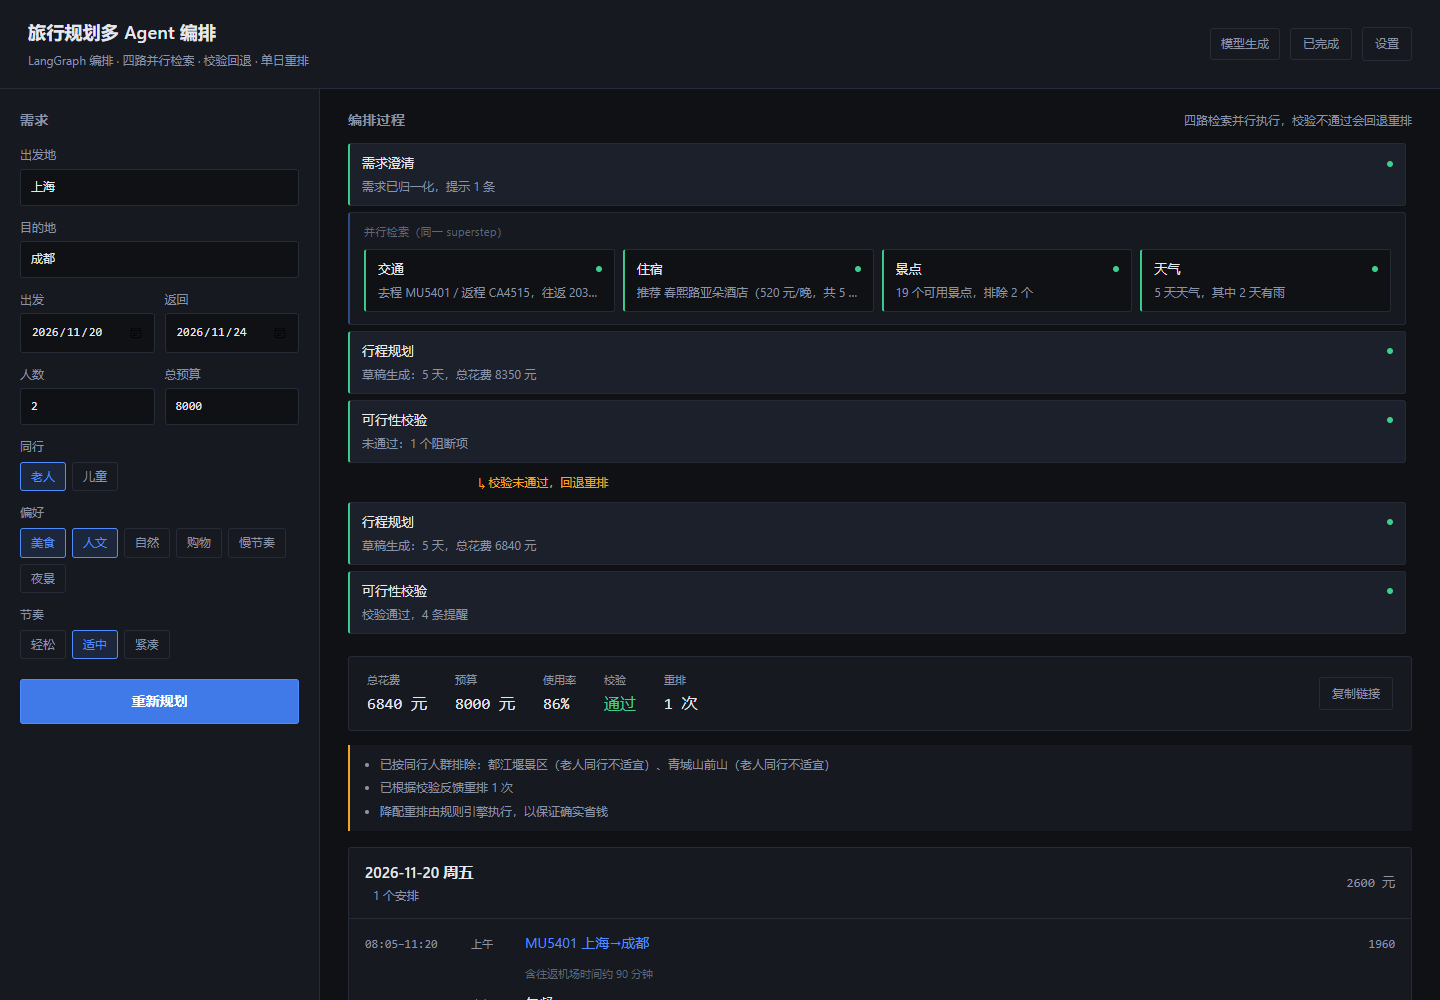 旅行规划多 Agent 编排
LangGraph 编排 · 四路并行检索 · 校验回退 · 单日重排
模型生成
已完成
设置
需求
出发地
上海
目的地
成都
出发
返回
2026/11/20
2026/11/24
人数
总预算
2
8000
同行
老人
儿童
偏好
美食
人文
自然
购物
慢节奏
夜景
节奏
轻松
适中
紧凑
重新规划
编排过程
四路检索并行执行，校验不通过会回退重排
需求澄清
需求已归一化，提示 1 条
并行检索（同一 superstep）
交通
去程 MU5401 / 返程 CA4515，往返 203...
住宿
推荐 春熙路亚朵酒店（520 元/晚，共 5 ...
景点
19 个可用景点，排除 2 个
天气
5 天天气，其中 2 天有雨
行程规划
草稿生成：5 天，总花费 8350 元
可行性校验
未通过：1 个阻断项
↳ 校验未通过，回退重排
行程规划
草稿生成：5 天，总花费 6840 元
可行性校验
校验通过，4 条提醒
总花费
6840 元
预算
8000 元
使用率
86%
校验
通过
重排
1 次
复制链接
• 已按同行人群排除：都江堰景区（老人同行不适宜）、青城山前山（老人同行不适宜）
• 已根据校验反馈重排 1 次
• 降配重排由规则引擎执行，以保证确实省钱
2026-11-20 周五
1 个安排
2600 元
08:05-11:20
上午
MU5401 上海→成都
1960
含往返机场时间约 90 分钟